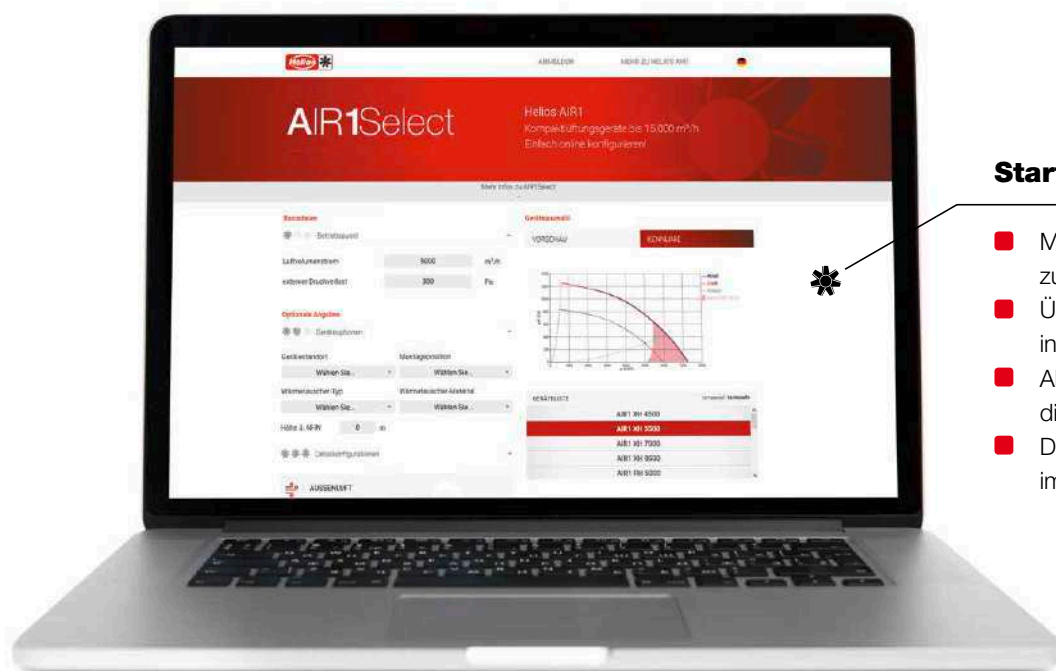 Helios
ANMELDEN
MEHR ZU HELIOS AIR1
AIR1Select
Helios AIR1
Kompaktlüftungsgeräte bis 15.000 m³/h
Einfach online konfigurieren!
Mehr Infos zu AIR1Select
Basisdaten
Betriebspunkt
Luftvolumenstrom
5000
m³/h
externer Druckverlust
300
Pa
Optionale Angaben
Geräteoptionen
Gerätestandort
Montageposition
Wählen Sie...
Wählen Sie...
Wärmetauscher-Typ
Wärmetauscher-Material
Wählen Sie...
Wählen Sie...
Höhe ü. NHN
0
m
Detailkonfigurationen
AUSSENLUFT
Geräteauswahl
VORSCHAU
KENNLINIE
GERÄTELISTE
AIR1 XH 4500
AIR1 XH 5500
AIR1 XH 7000
AIR1 XH 9500
AIR1 RH 5000
Star
M
zu
Ü
in
A
di
D
im